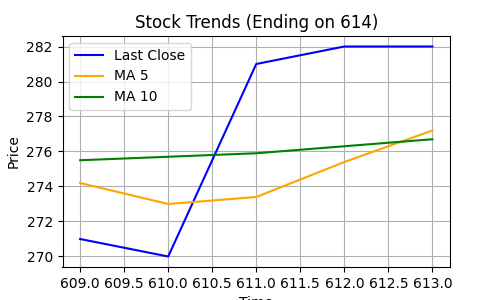 Stock Trends (Ending on 614)
Last Close
MA 5
MA 10
Price
282
280
278
276
274
272
270
609.0 609.5 610.0 610.5 611.0 611.5 612.0 612.5 613.0
Time